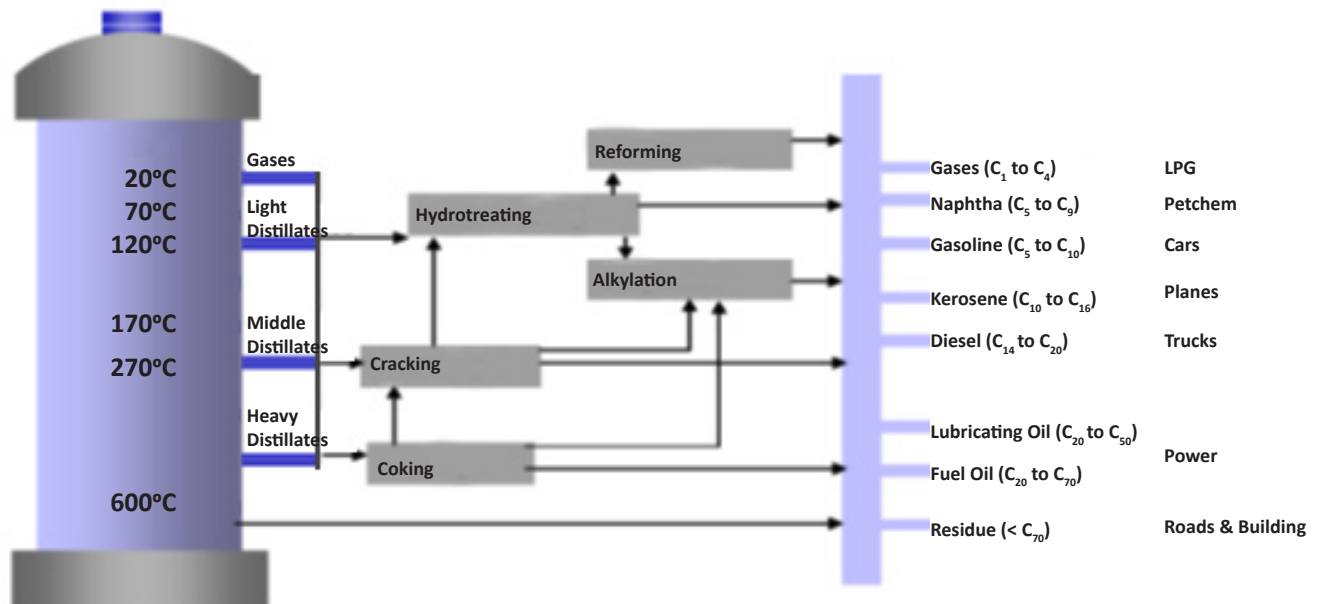 20ºC
70ºC
120ºC
170ºC
270ºC
600ºC
Gases
Light
Distillates
Middle
Distillates
Heavy
Distillates
Reforming
Hydrotreating
Alkylation
Cracking
Coking
Gases (C₁ to C₄) LPG
Naphtha (C₅ to C₉) Petchem
Gasoline (C₅ to C₁₀) Cars
Kerosene (C₁₀ to C₁₆) Planes
Diesel (C₁₄ to C₂₀) Trucks
Lubricating Oil (C₂₀ to C₅₀)
Power
Fuel Oil (C₂₀ to C₇₀)
Residue (< C₇₀) Roads & Building